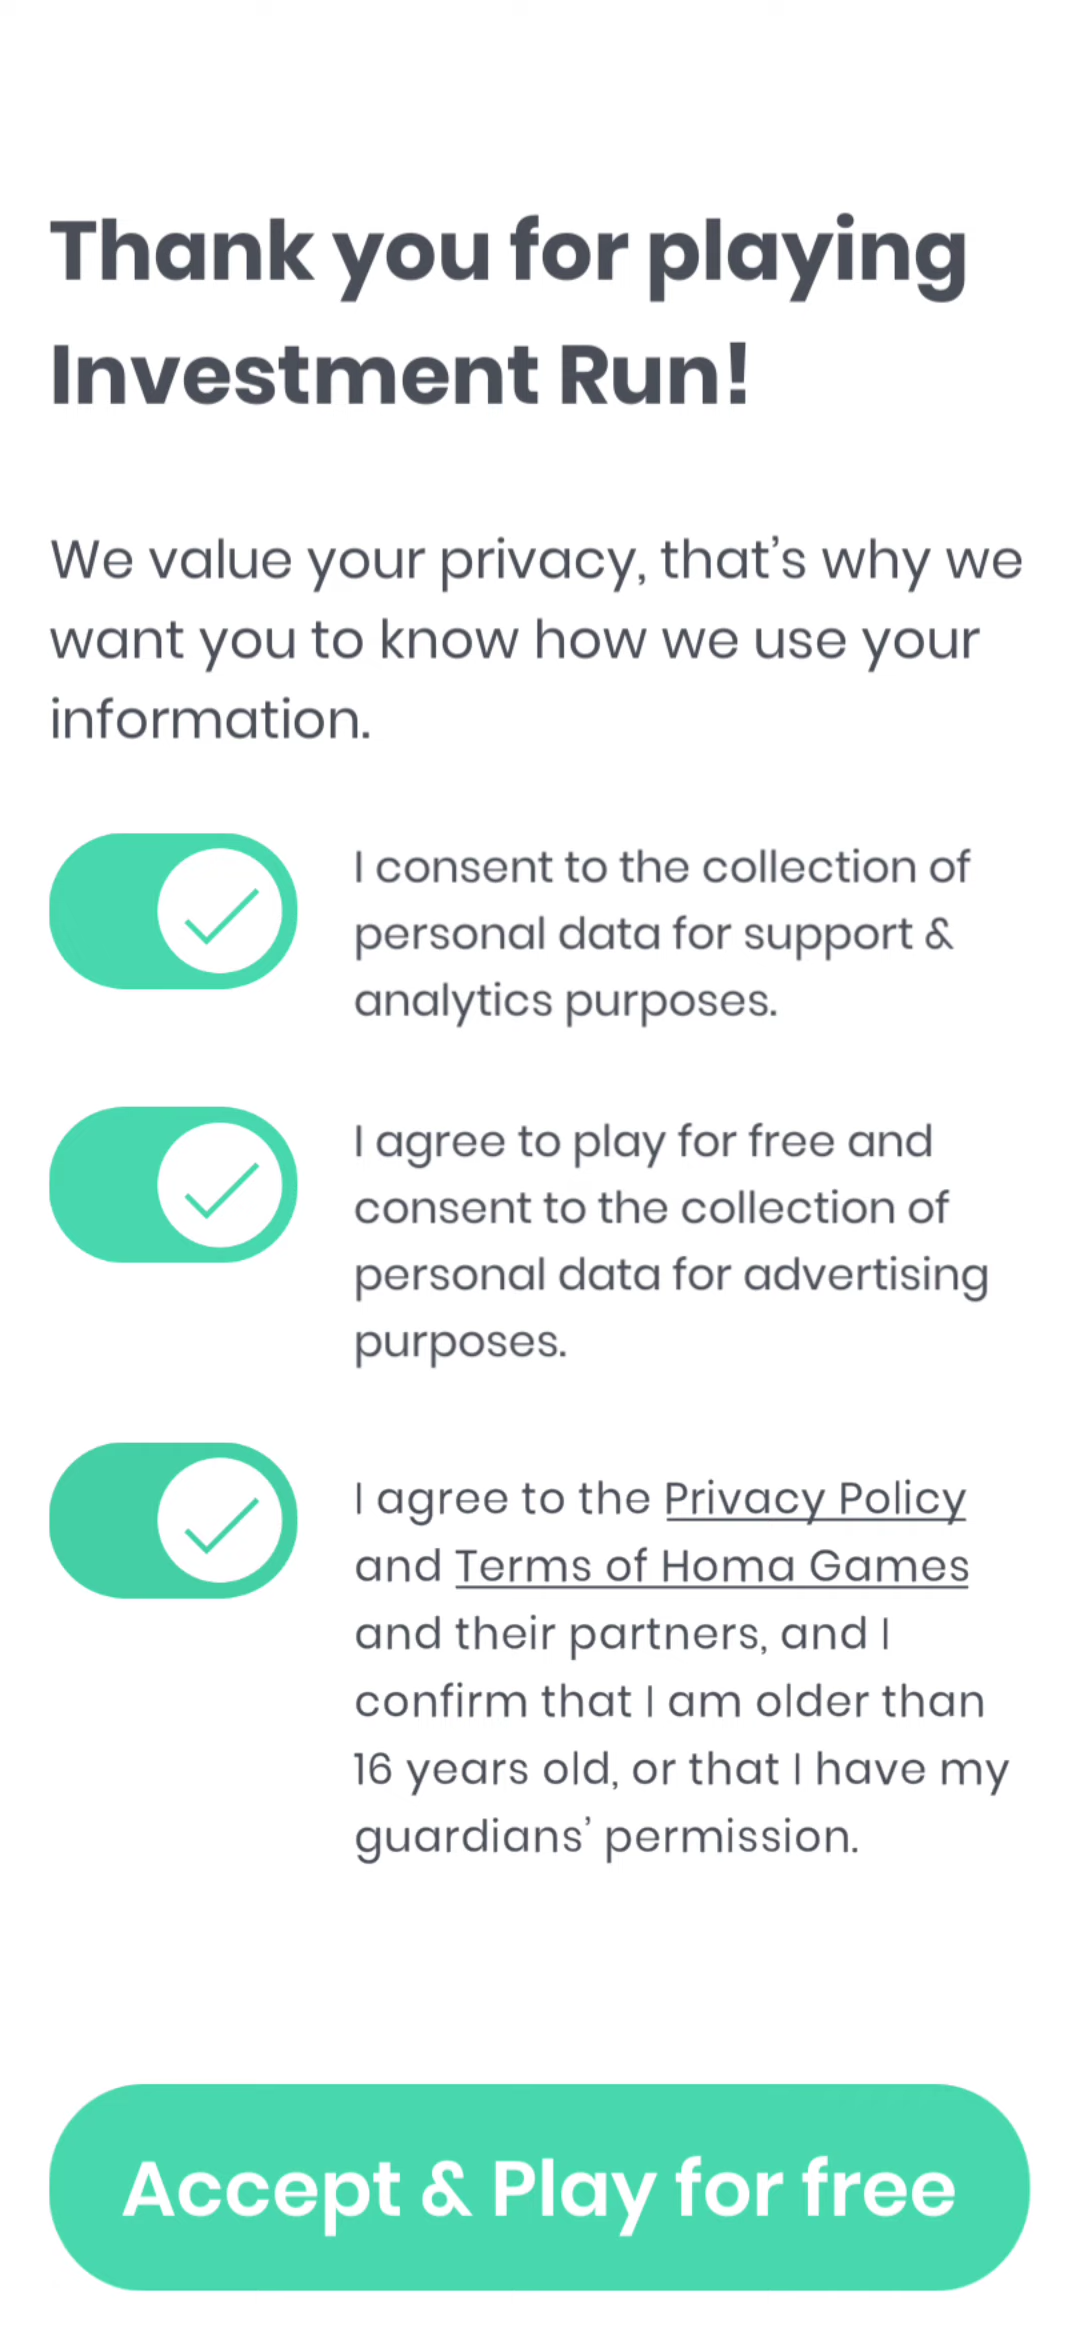 Thank you for playing
Investment Run!
We value your privacy, that’s why we
want you to know how we use your
information.
I consent to the collection of
personal data for support &
analytics purposes.
I agree to play for free and
consent to the collection of
personal data for advertising
purposes.
I agree to the Privacy Policy
and Terms of Homa Games
and their partners, and I
confirm that I am older than
16 years old, or that I have my
guardians’ permission.
Accept & Play for free